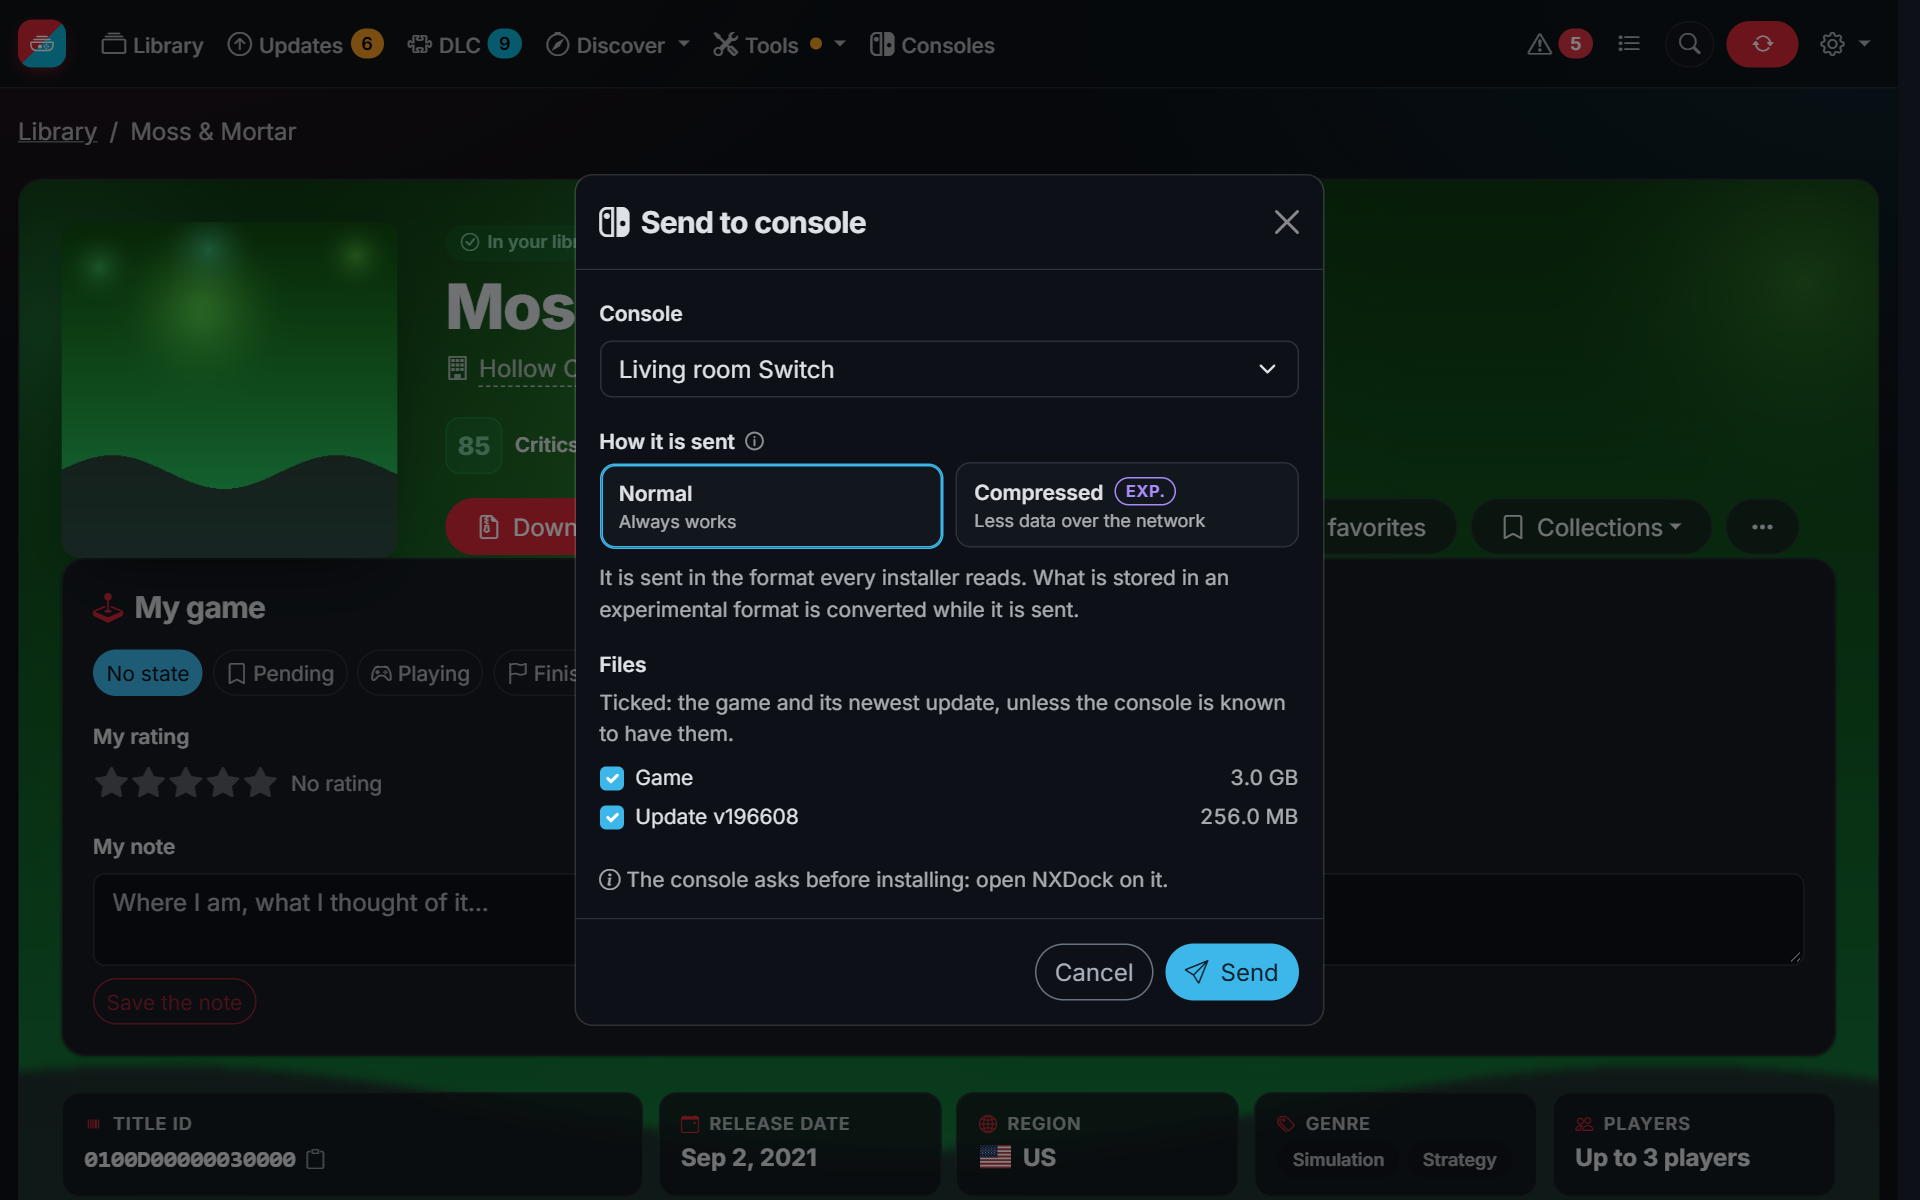 Library
Updates 6
DLC 9
Discover
Tools
Consoles
5
Library / Moss & Mortar
In your
Mos
Hollow
85 Critics
Down
favorites
Collections
My game
No state
Pending
Playing
My rating
No rating
My note
Where I am, what I thought of it...
Save the note
Send to console
Console
Living room Switch
How it is sent
Normal
Always works
Compressed EXP.
Less data over the network
It is sent in the format every installer reads. What is stored in an
experimental format is converted while it is sent.
Files
Ticked: the game and its newest update, unless the console is known
to have them.
Game 3.0 GB
Update v196608 256.0 MB
The console asks before installing: open NXDock on it.
Cancel
Send
TITLE ID
0100D00000030000
RELEASE DATE
Sep 2, 2021
REGION
US
GENRE
Simulation Strategy
PLAYERS
Up to 3 players